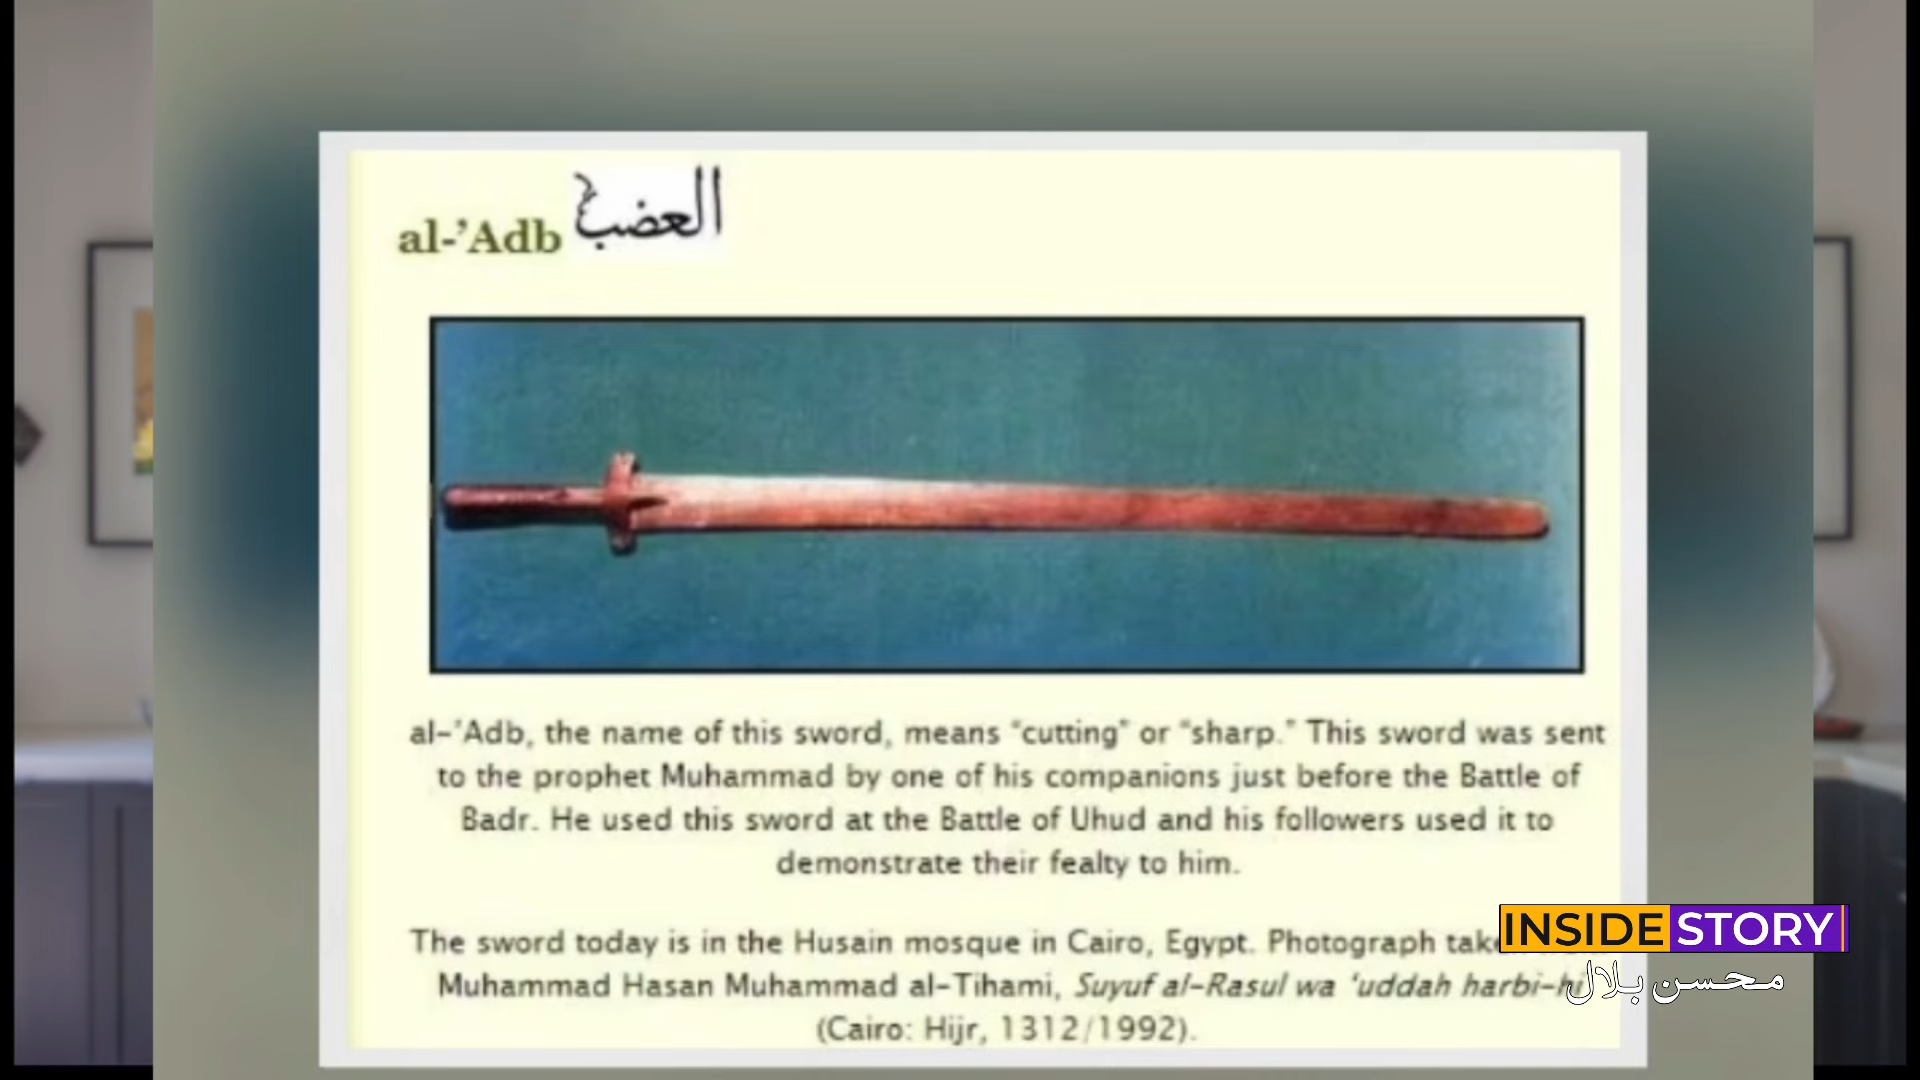 al-’Adb العضب
al-’Adb, the name of this sword, means “cutting” or “sharp.” This sword was sent
to the prophet Muhammad by one of his companions just before the Battle of
Badr. He used this sword at the Battle of Uhud and his followers used it to
demonstrate their fealty to him.
The sword today is in the Husain mosque in Cairo, Egypt. Photograph
Muhammad Hasan Muhammad al-Tihami, Suyuf al-Rasul wa ‘uddah harbi-hi
(Cairo: Hijr, 1312/1992).
INSIDE STORY
محسن بلال